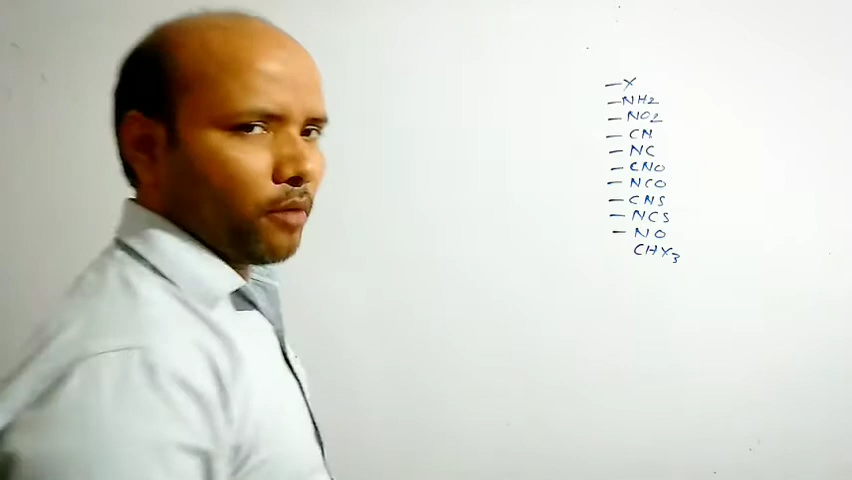 — X
— NH2
— NO2
— CN
— NC
— CNO
— NCO
— CNS
— NCS
— NO
CHX3